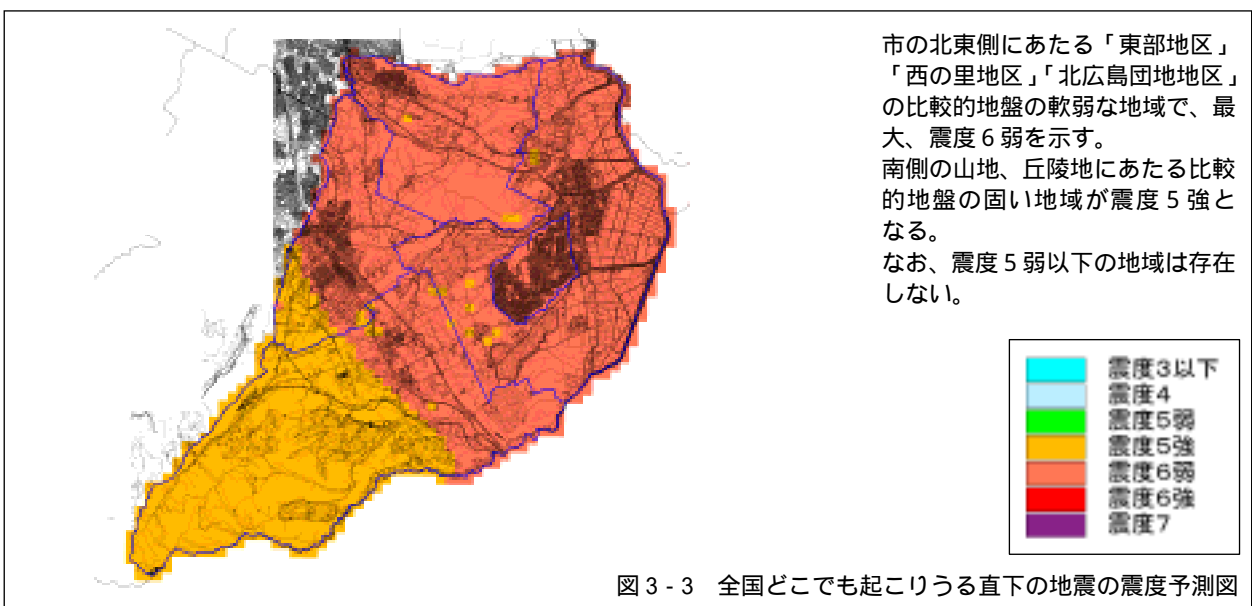 市の北東側にあたる「東部地区」
「西の里地区」「北広島団地地区」
の比較的地盤の軟弱な地域で、最
大、震度6弱を示す。
南側の山地、丘陵地にあたる比較
的地盤の固い地域が震度5強と
なる。
なお、震度5弱以下の地域は存在
しない。
震度3以下
震度4
震度5弱
震度5強
震度6弱
震度6強
震度7
図3-3 全国どこでも起こりうる直下の地震の震度予測図